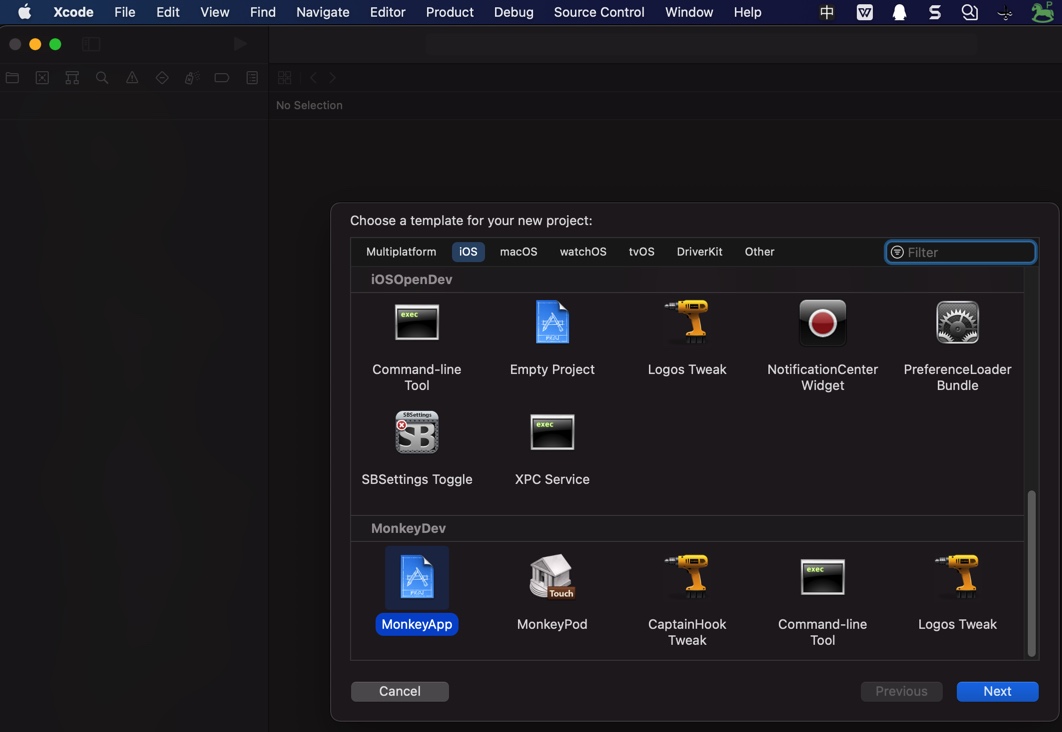 Xcode File Edit View Find Navigate Editor Product Debug Source Control Window Help 中 W S P
No Selection
Choose a template for your new project:
Multiplatform iOS macOS watchOS tvOS DriverKit Other Filter
iOSOpenDev
exec
Command-line Tool
Empty Project
Logos Tweak
NotificationCenter Widget
PreferenceLoader Bundle
SBSettings
SB
SBSettings Toggle
exec
XPC Service
MonkeyDev
MonkeyApp
Touch
MonkeyPod
CaptainHook Tweak
exec
Command-line Tool
Logos Tweak
Cancel Previous Next